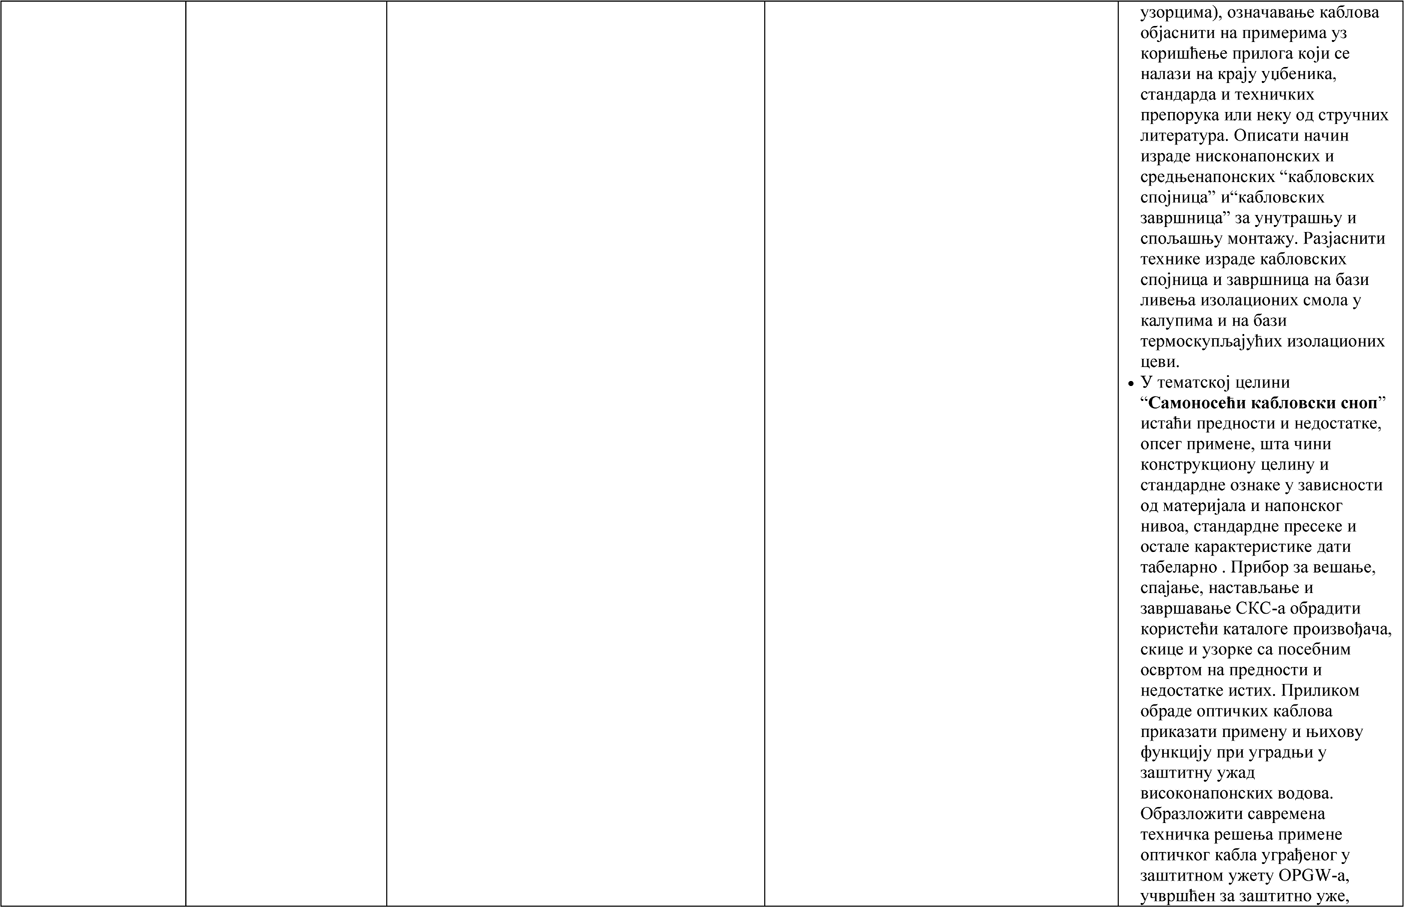 узорцима), означавање каблова
објаснити на примерима уз
коришћење прилога који се
налази на крају уџбеника,
стандарда и техничких
препорука или неку од стручних
литература. Описати начин
израде нисконапонских и
средњенапонских “кабловских
спојница” и“кабловских
завршница” за унутрашњу и
спољашњу монтажу. Разјаснити
технике израде кабловских
спојница и завршница на бази
ливења изолационих смола у
калупима и на бази
термоскупљајућих изолационих
цеви.
• У тематској целини
“Самоносећи кабловски сноп”
истаћи предности и недостатке,
опсег примене, шта чини
конструкциону целину и
стандардне ознаке у зависности
од материјала и напонског
нивоа, стандардне пресеке и
остале карактеристике дати
табеларно . Прибор за вешање,
спајање, настављање и
завршавање СКС-а обрадити
користећи каталоге произвођача,
скице и узорке са посебним
освртом на предности и
недостатке истих. Приликом
обраде оптичких каблова
приказати примену и њихову
функцију при уградњи у
заштитну ужад
високонапонских водова.
Образложити савремена
техничка решења примене
оптичког кабла уграђеног у
заштитном ужету OPGW-а,
учвршћен за заштитно уже,